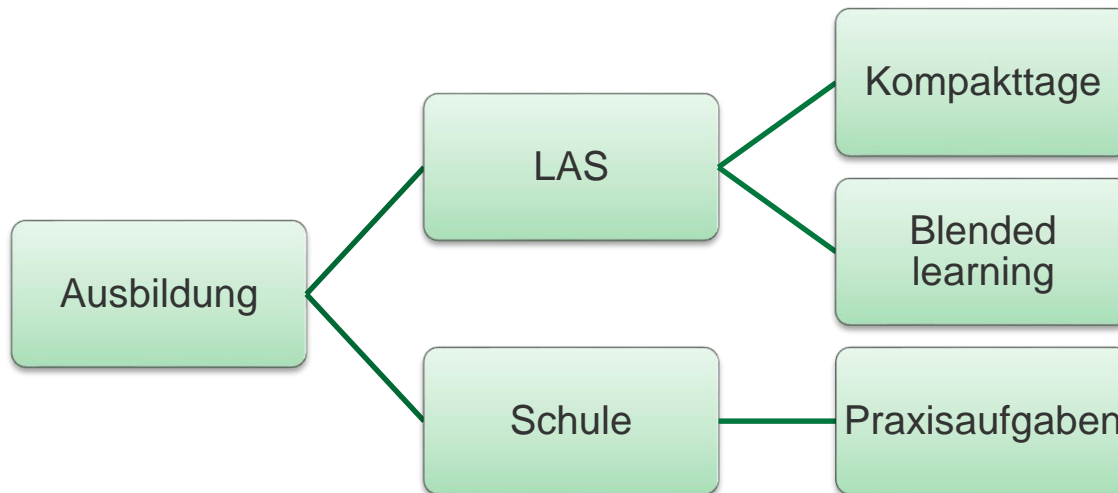 Ausbildung
LAS
Kompakttage
Blended
learning
Schule
Praxisaufgaben